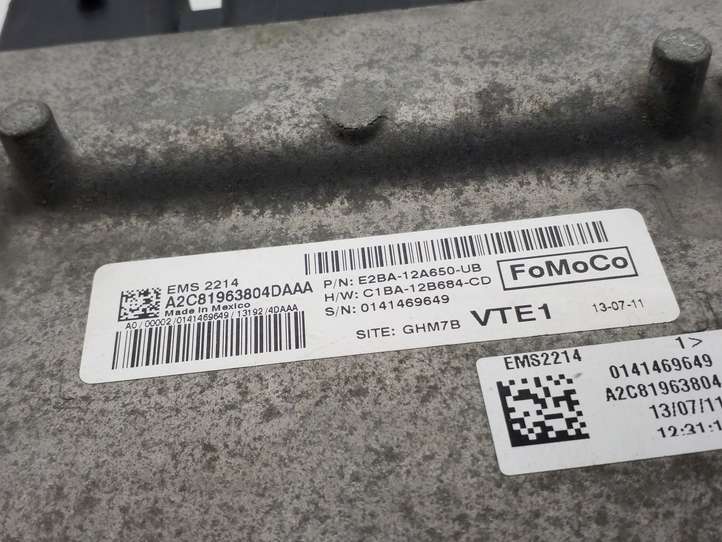 EMS 2214
A2C81963804DAAA
Made in Mexico
A0 / 00002 / 0141469649 / 13192 / 4DAAA
P/N: E2BA-12A650-UB
H/W: C1BA-12B684-CD
S/N: 0141469649
FoMoCo
SITE: GHM7B VTE1 13-07-11
1>
EMS2214 0141469649
A2C81963804
13/07/11
12:31:1